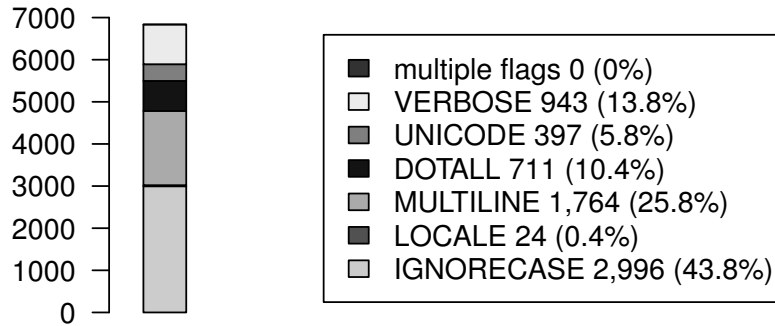 7000
6000
5000
4000
3000
2000
1000
0
multiple flags 0 (0%)
VERBOSE 943 (13.8%)
UNICODE 397 (5.8%)
DOTALL 711 (10.4%)
MULTILINE 1,764 (25.8%)
LOCALE 24 (0.4%)
IGNORECASE 2,996 (43.8%)